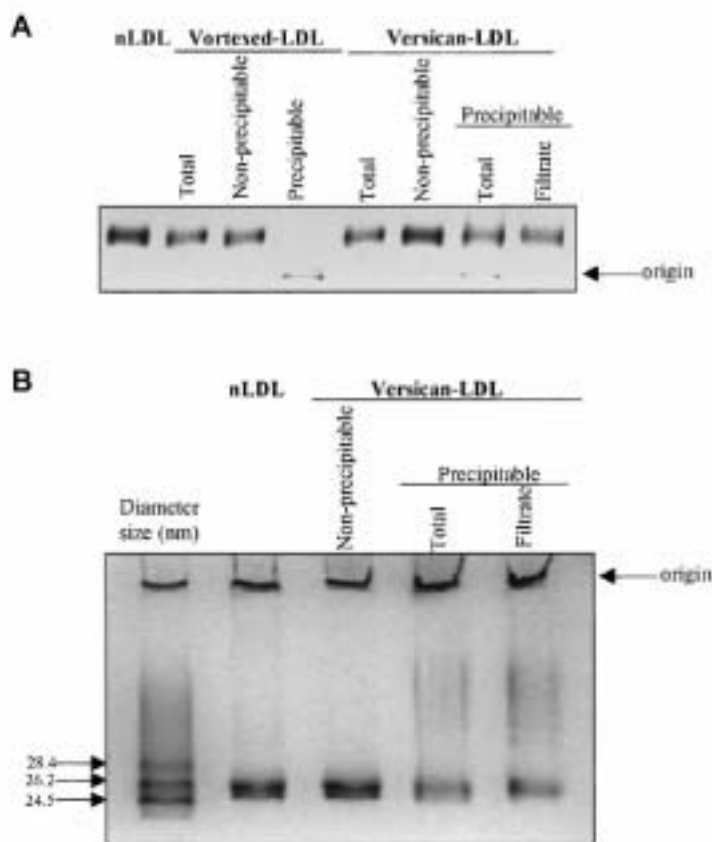 A
nLDL Vortexed-LDL Versican-LDL
Precipitable
Total
Non-precipitable
Precipitable
Total
Non-precipitable
Total
Filtrate
origin
B
nLDL Versican-LDL
Precipitable
Diameter
size (nm)
Non-precipitable
Total
Filtrate
origin
28.4
26.2
24.5